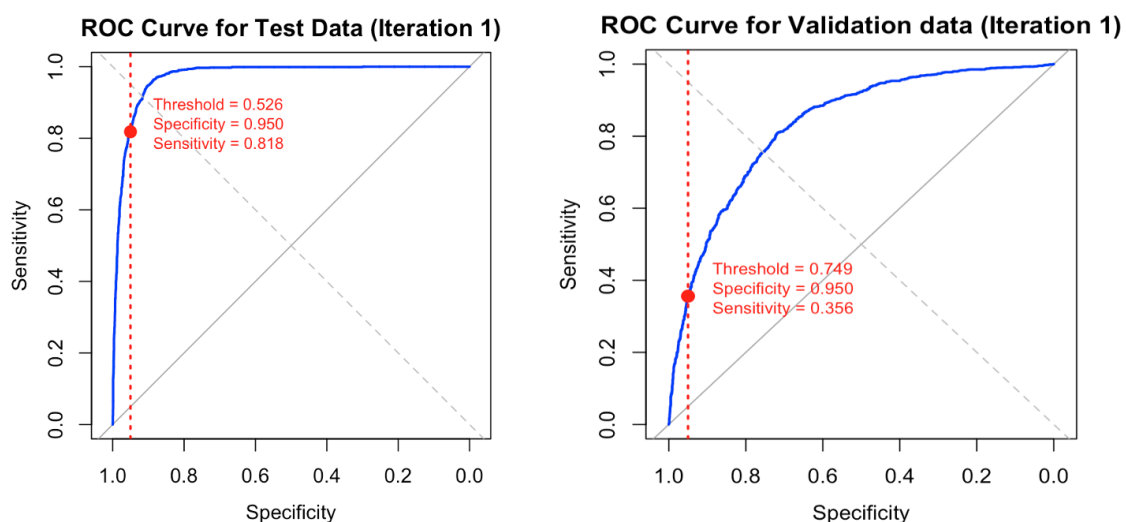 ROC Curve for Test Data (Iteration 1)
Sensitivity
1.0
0.8
0.6
0.4
0.2
0.0
Threshold = 0.526
Specificity = 0.950
Sensitivity = 0.818
1.0 0.8 0.6 0.4 0.2 0.0
Specificity
ROC Curve for Validation data (Iteration 1)
Sensitivity
1.0
0.8
0.6
0.4
0.2
0.0
Threshold = 0.749
Specificity = 0.950
Sensitivity = 0.356
1.0 0.8 0.6 0.4 0.2 0.0
Specificity